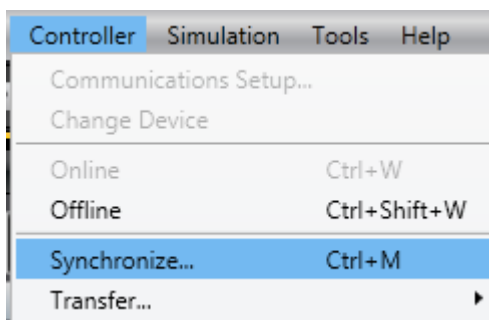 Controller Simulation Tools Help
Communications Setup...
Change Device
Online Ctrl+W
Offline Ctrl+Shift+W
Synchronize... Ctrl+M
Transfer...